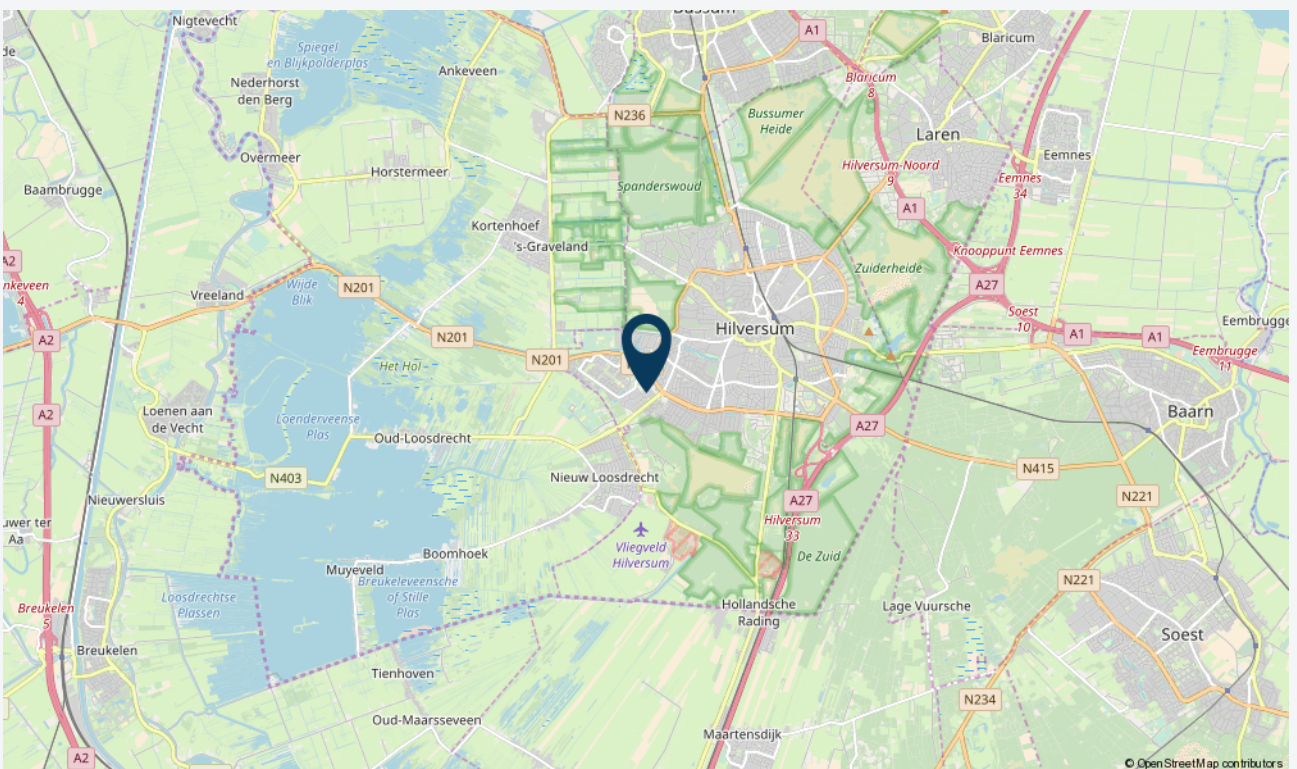 Nigtevecht
Bussum
A1
Blaricum
de
Spiegel
en Blijkpolderplas
Ankeveen
Blaricum
8
Nederhorst
den Berg
N236
Bussumer
Heide
Laren
Overmeer
Horstermeer
Hilversum-Noord
9
Eemnes
Eemnes
34
Baambrugge
Spanderswoud
A1
Kortenhoef
's-Graveland
Knooppunt Eemnes
A2
nkeveen
4
Vreeland
Wijde
Blik
N201
Zuiderheide
A27
Soest
10
Hilversum
Eembrugge
A2
N201
N201
A1
A1
Eembrugge
11
Het Hol
A2
Loenen aan
de Vecht
Loenderveense
Plas
Baarn
Oud-Loosdrecht
A27
N403
Nieuw Loosdrecht
N415
Nieuwersluis
A27
N221
uwer ter
Aa
Hilversum
33
Vliegveld
Hilversum
De Zuid
Boomhoek
Muyeveld
Breukeleveensche
of Stille
Plas
N221
Loosdrechtse
Plassen
Breukelen
5
Hollandsche
Rading
Lage Vuursche
Soest
Breukelen
Tienhoven
N234
Oud-Maarsseveen
Maartensdijk
A2
© OpenStreetMap contributors